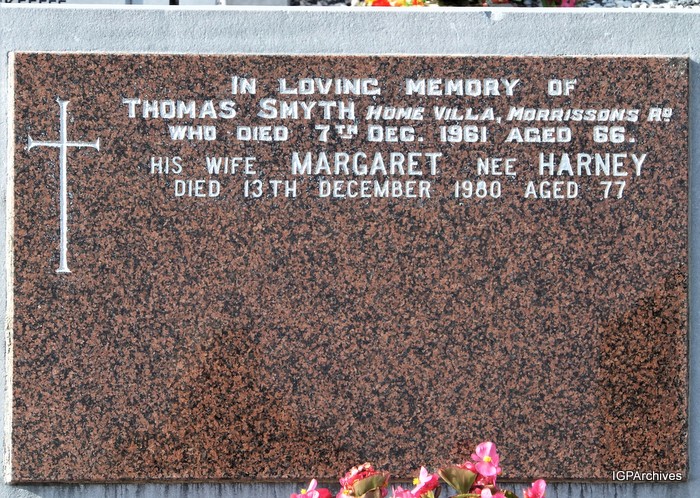 IN LOVING MEMORY OF
THOMAS SMYTH HOME VILLA, MORRISSONS RD
WHO DIED 7TH DEC. 1961 AGED 66.
HIS WIFE MARGARET NEE HARNEY
DIED 13TH DECEMBER 1980 AGED 77
IGPArchives